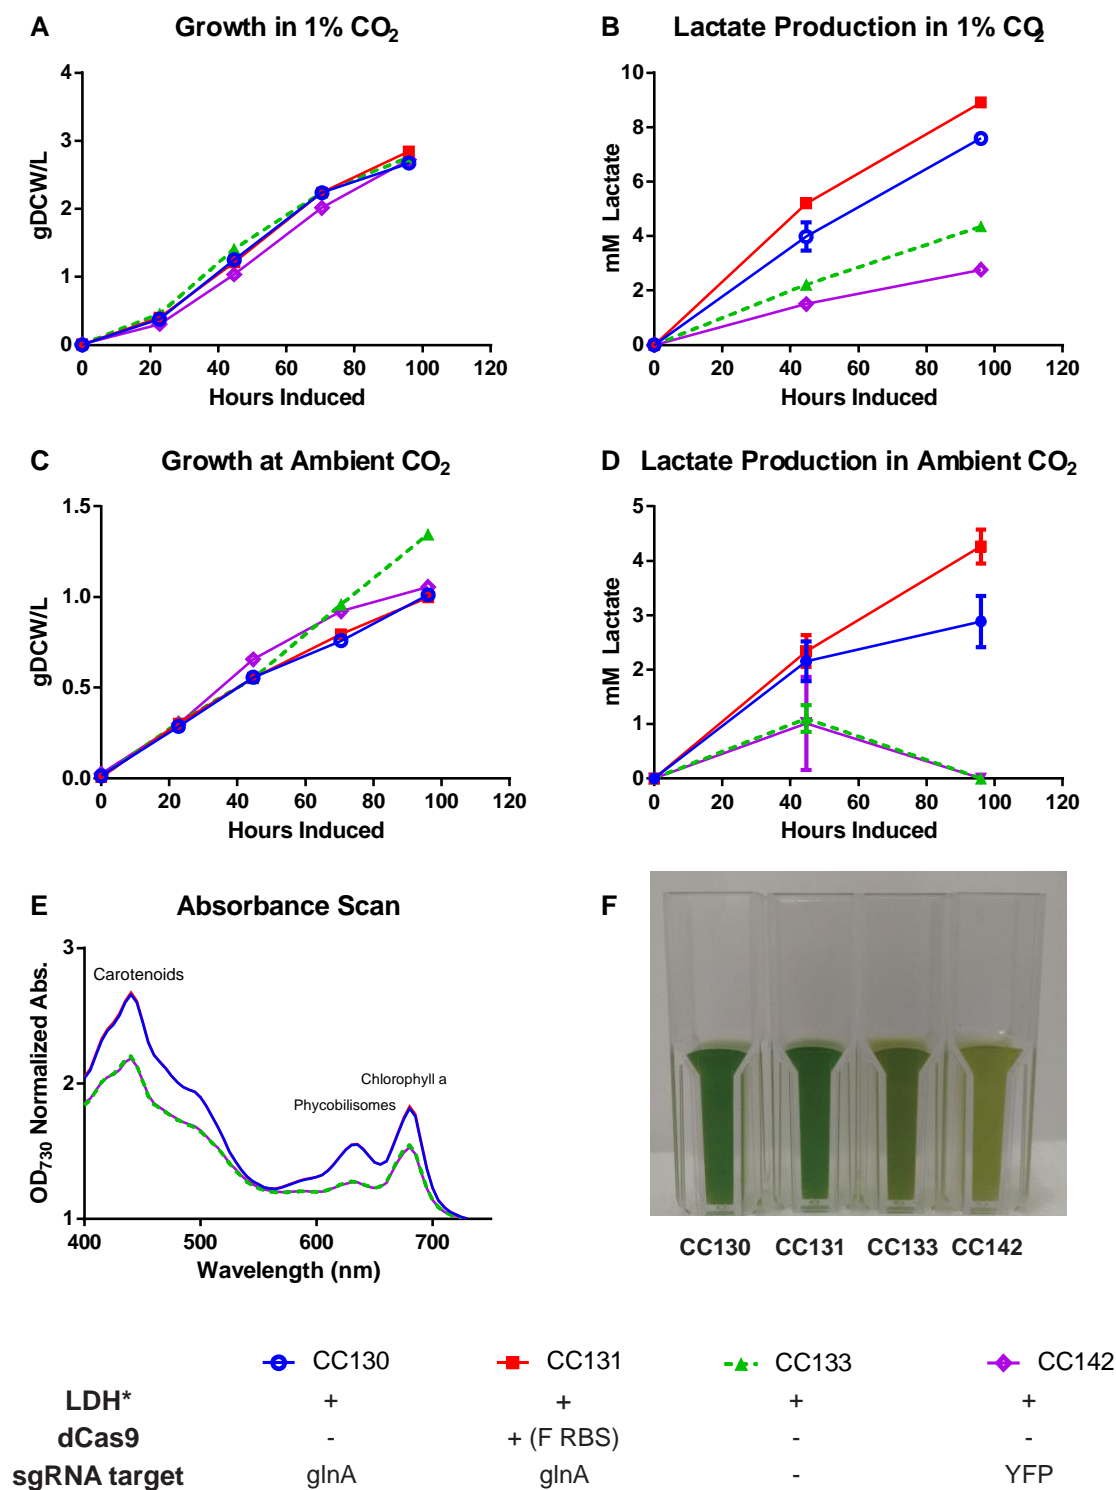 A Growth in 1% CO2
gDCW/L
4
3
2
1
0
0 20 40 60 80 100 120
Hours Induced
B Lactate Production in 1% CO2
mM Lactate
10
8
6
4
2
0
0 20 40 60 80 100 120
Hours Induced
C Growth at Ambient CO2
gDCW/L
1.5
1.0
0.5
0.0
0 20 40 60 80 100 120
Hours Induced
D Lactate Production in Ambient CO2
mM Lactate
5
4
3
2
1
0
0 20 40 60 80 100 120
Hours Induced
E Absorbance Scan
OD730 Normalized Abs.
3
2
1
Carotenoids
Chlorophyll a
Phycobilisomes
400 500 600 700
Wavelength (nm)
F
CC130 CC131 CC133 CC142
CC130 CC131 CC133 CC142
LDH* + + + +
dCas9 - + (F RBS) - -
sgRNA target glnA glnA - YFP